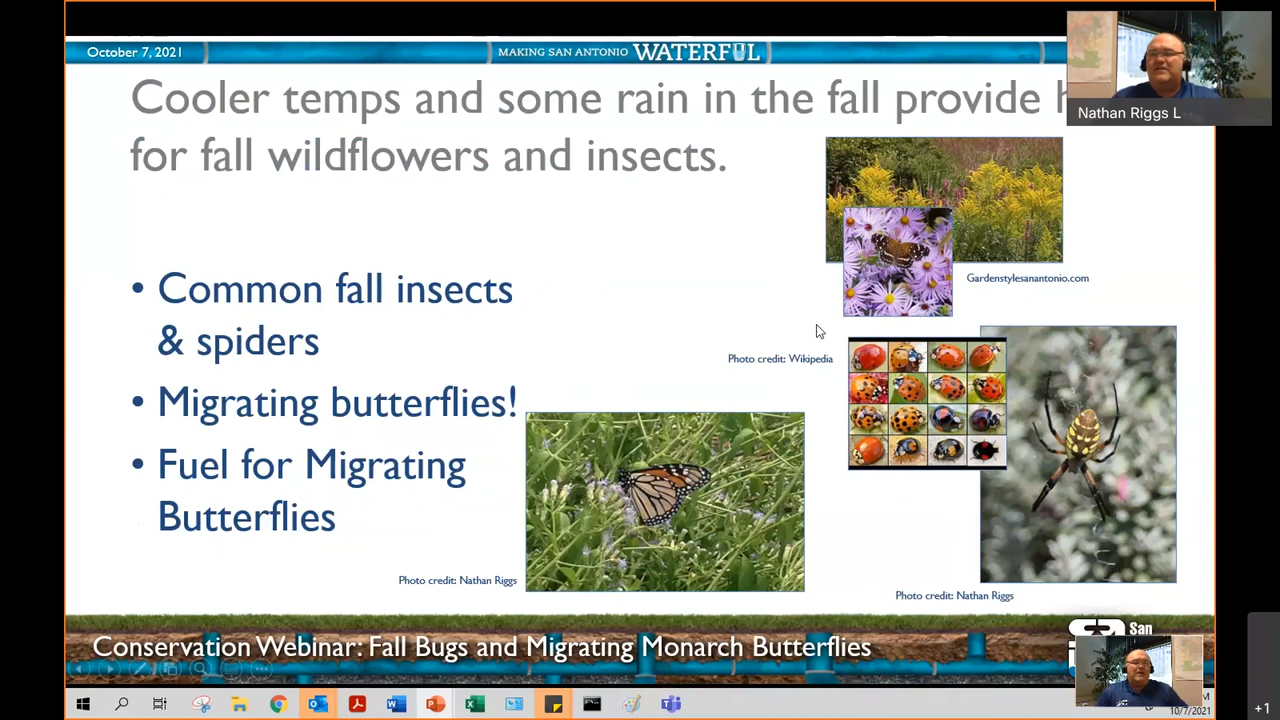 October 7, 2021
MAKING SAN ANTONIO WATERFUL
Nathan Riggs L
Cooler temps and some rain in the fall provide
for fall wildflowers and insects.
Gardenstylesanantonio.com
• Common fall insects
& spiders
Photo credit: Wikipedia
• Migrating butterflies!
• Fuel for Migrating
Butterflies
Photo credit: Nathan Riggs
Photo credit: Nathan Riggs
Conservation Webinar: Fall Bugs and Migrating Monarch Butterflies
San
10/7/2021
+1